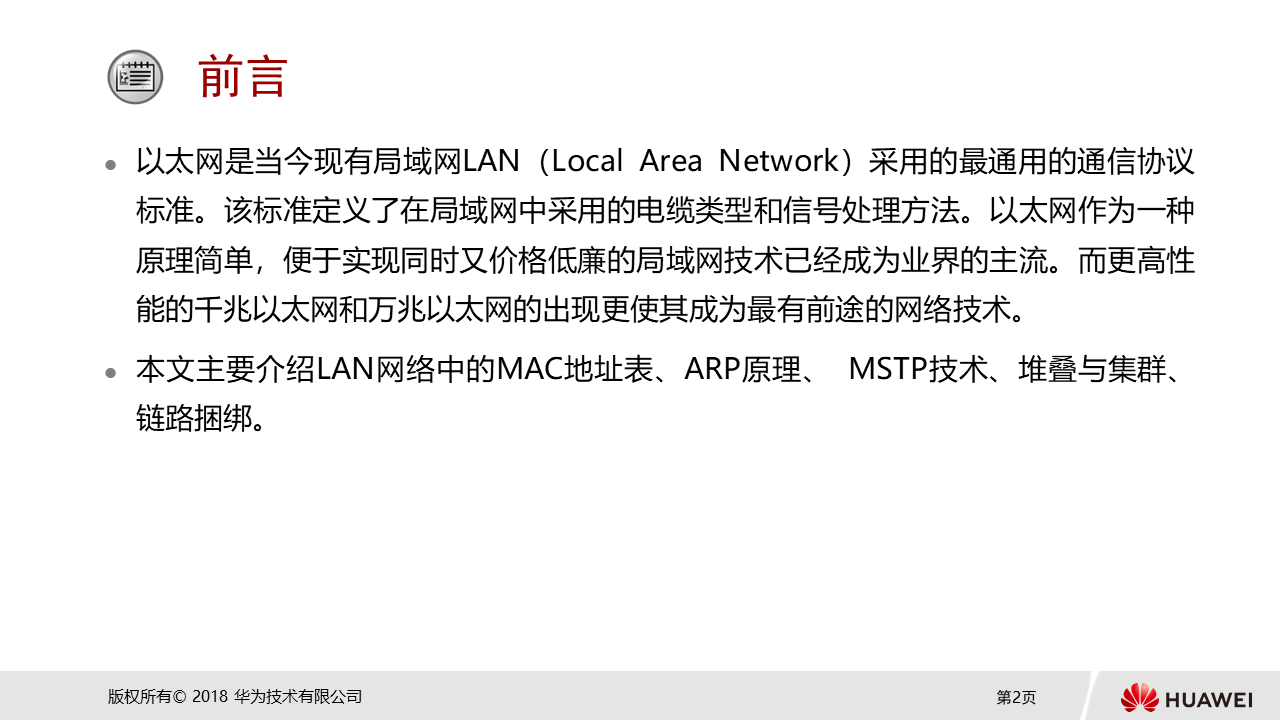 前言
以太网是当今现有局域网LAN（Local Area Network）采用的最通用的通信协议
标准。该标准定义了在局域网中采用的电缆类型和信号处理方法。以太网作为一种
原理简单，便于实现同时又价格低廉的局域网技术已经成为业界的主流。而更高性
能的千兆以太网和万兆以太网的出现更使其成为最有前途的网络技术。
本文主要介绍LAN网络中的MAC地址表、ARP原理、 MSTP技术、堆叠与集群、
链路捆绑。
版权所有© 2018 华为技术有限公司
第2页
HUAWEI